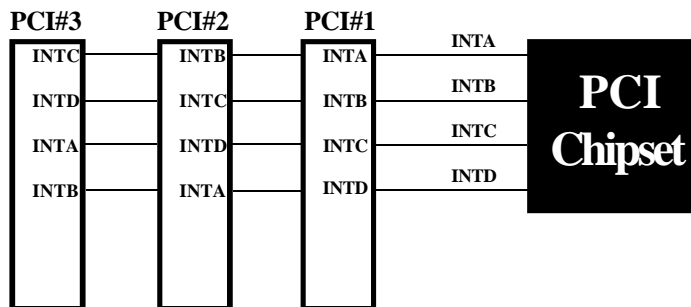 PCI#3 PCI#2 PCI#1
INTC INTB INTA INTA
INTD INTC INTB INTB
INTA INTD INTC INTC
INTB INTA INTD INTD
PCI
Chipset